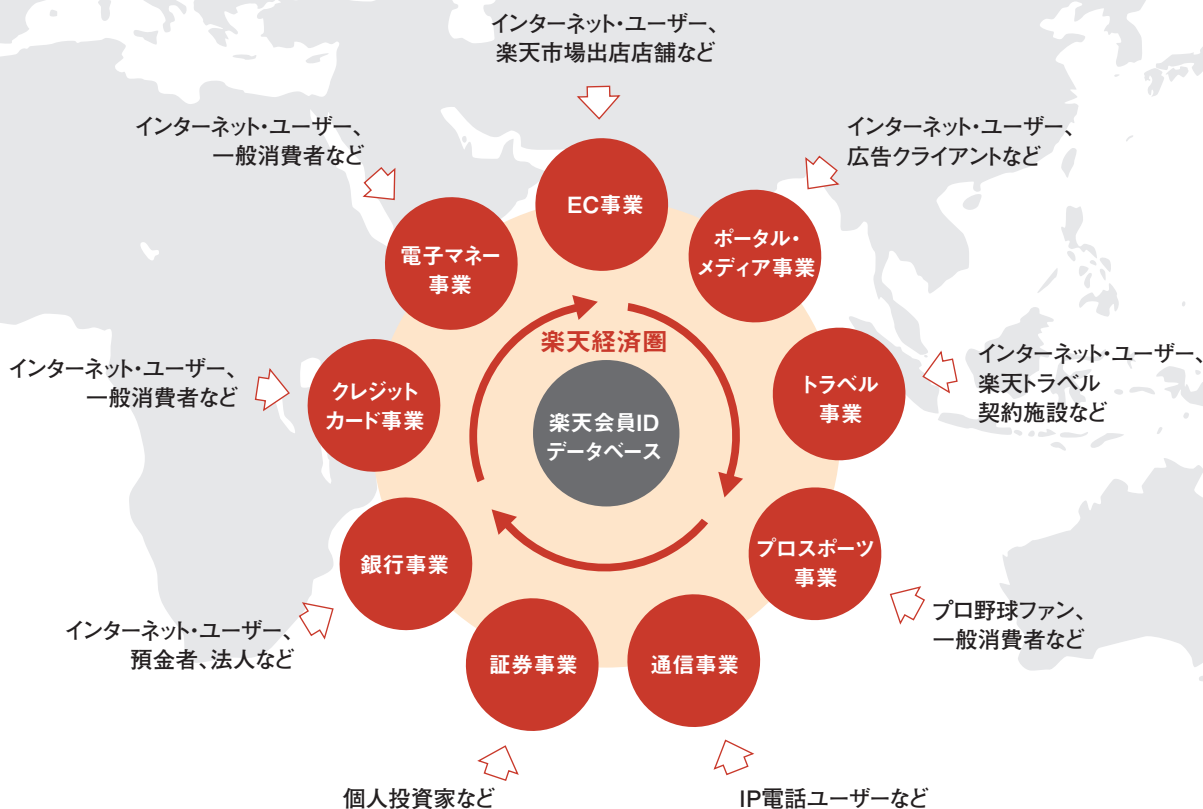 インターネット・ユーザー、
楽天市場出店店舗など
インターネット・ユーザー、
一般消費者など
インターネット・ユーザー、
広告クライアントなど
EC事業
電子マネー
事業
ポータル・
メディア事業
楽天経済圏
インターネット・ユーザー、
一般消費者など
クレジット
カード事業
楽天会員ID
データベース
トラベル
事業
インターネット・ユーザー、
楽天トラベル
契約施設など
銀行事業
プロスポーツ
事業
インターネット・ユーザー、
預金者、法人など
プロ野球ファン、
一般消費者など
証券事業
通信事業
個人投資家など
IP電話ユーザーなど